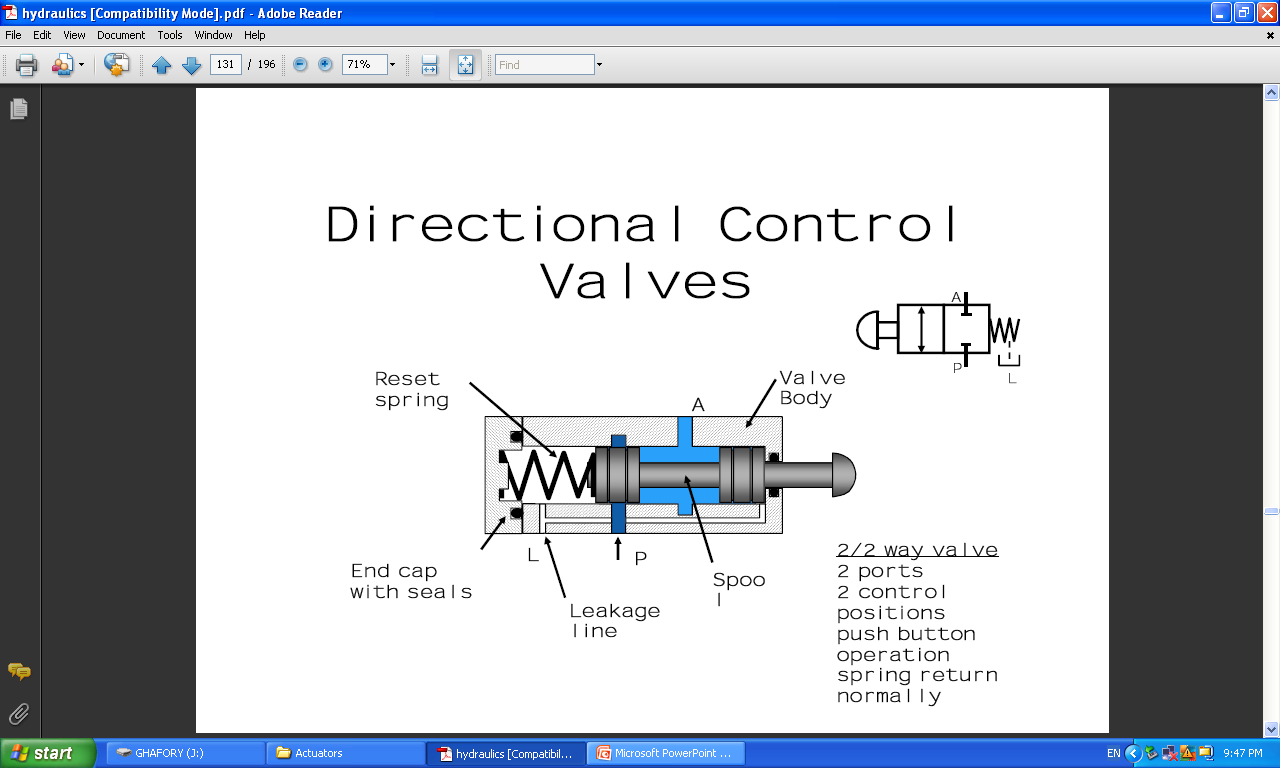 hydraulics [Compatibility Mode].pdf - Adobe Reader
File Edit View Document Tools Window Help
131 / 196 71% Find
Directional Control
Valves
A
P
L
Reset
spring
A
Valve
Body
L
P
End cap
with seals
Leakage
line
Spoo
l
2/2 way valve
2 ports
2 control
positions
push button
operation
spring return
normally
start GHAFORY (J:) Actuators hydraulics [Compatibil... Microsoft PowerPoint ... EN 9:47 PM